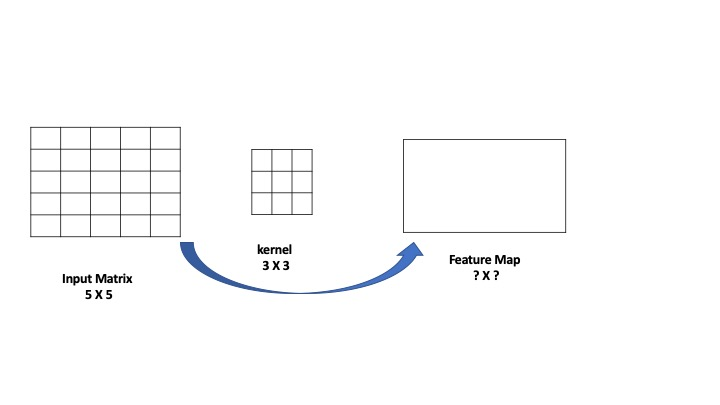 Input Matrix
5 X 5
kernel
3 X 3
Feature Map
? X ?